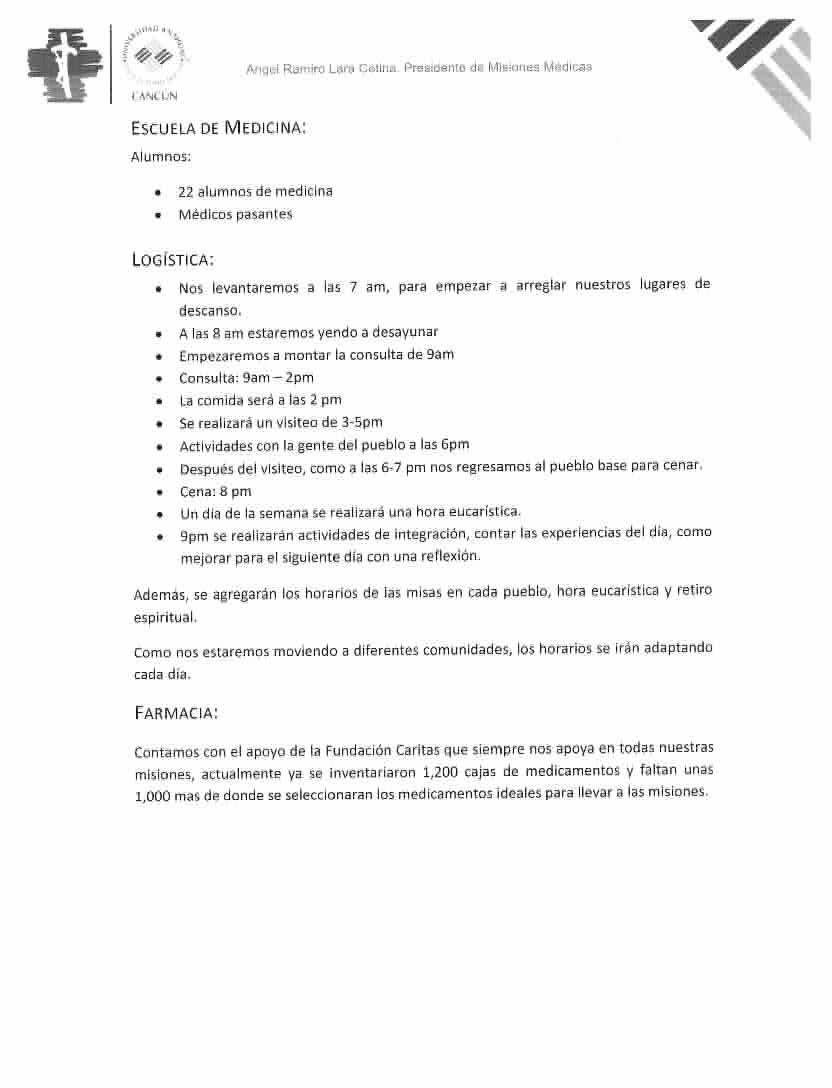 Angel Ramiro Lara Cetina. Presidente de Misiones Médicas
CANCÚN
ESCUELA DE MEDICINA:
Alumnos:
• 22 alumnos de medicina
• Médicos pasantes
LOGÍSTICA:
• Nos levantaremos a las 7 am, para empezar a arreglar nuestros lugares de
descanso.
• A las 8 am estaremos yendo a desayunar
• Empezaremos a montar la consulta de 9am
• Consulta: 9am – 2pm
• La comida será a las 2 pm
• Se realizará un visiteo de 3-5pm
• Actividades con la gente del pueblo a las 6pm
• Después del visiteo, como a las 6-7 pm nos regresamos al pueblo base para cenar.
• Cena: 8 pm
• Un día de la semana se realizará una hora eucarística.
• 9pm se realizarán actividades de integración, contar las experiencias del día, como
mejorar para el siguiente día con una reflexión.
Además, se agregarán los horarios de las misas en cada pueblo, hora eucarística y retiro
espiritual.
Como nos estaremos moviendo a diferentes comunidades, los horarios se irán adaptando
cada día.
FARMACIA:
Contamos con el apoyo de la Fundación Caritas que siempre nos apoya en todas nuestras
misiones, actualmente ya se inventariaron 1,200 cajas de medicamentos y faltan unas
1,000 mas de donde se seleccionaran los medicamentos ideales para llevar a las misiones.